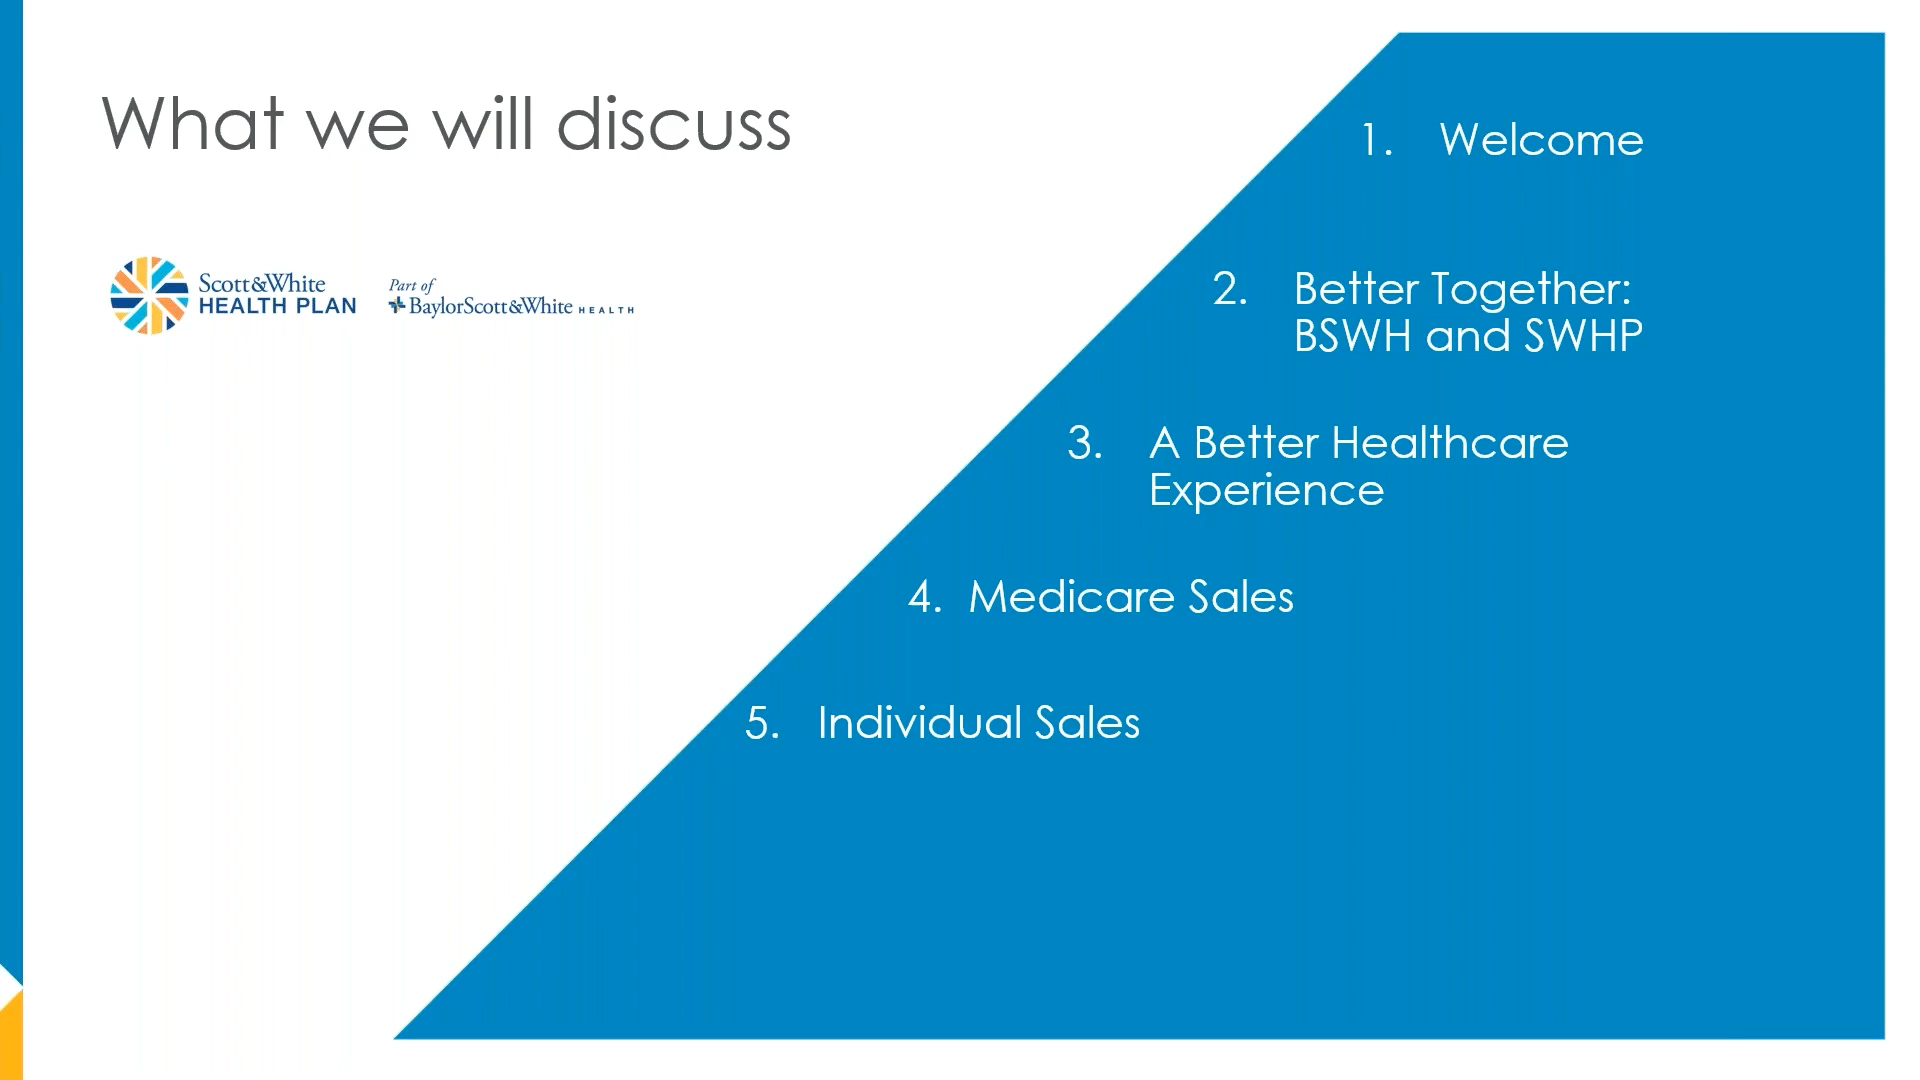 What we will discuss
Scott&White
HEALTH PLAN
Part of
BaylorScott&White HEALTH
1. Welcome
2. Better Together:
BSWH and SWHP
3. A Better Healthcare
Experience
4. Medicare Sales
5. Individual Sales